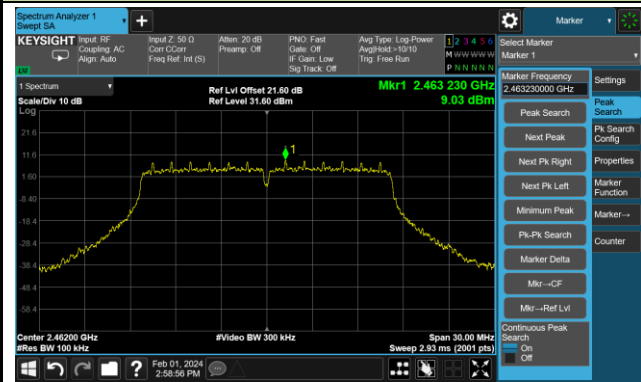 Spectrum Analyzer 1
Swept SA
+
Marker
KEYSIGHT
Input: RF
Coupling: AC
Align: Auto
Input Z: 50 Ω
Corr CCorr
Freq Ref: Int (S)
Atten: 20 dB
Preamp: Off
PNO: Fast
Gate: Off
IF Gain: Low
Sig Track: Off
Avg Type: Log-Power
Avg|Hold:>10/10
Trig: Free Run
1 2 3 4 5 6
M W W W W W
P N N N N N
Select Marker
Marker 1
1 Spectrum
Scale/Div 10 dB
Log
Ref Lvl Offset 21.60 dB
Ref Level 31.60 dBm
Mkr1 2.463 230 GHz
9.03 dBm
Marker Frequency
2.463230000 GHz
Peak Search
Next Peak
Next Pk Right
Next Pk Left
Minimum Peak
Pk-Pk Search
Marker Delta
Mkr→CF
Mkr→Ref Lvl
Continuous Peak
Search
On
Off
Settings
Peak
Search
Pk Search
Config
Properties
Marker
Function
Marker→
Counter
21.6
11.6
1.60
-8.40
-18.4
-28.4
-38.4
-48.4
-58.4
1
Center 2.46200 GHz
#Res BW 100 kHz
#Video BW 300 kHz
Span 30.00 MHz
Sweep 2.93 ms (2001 pts)
?
Feb 01, 2024
2:58:56 PM